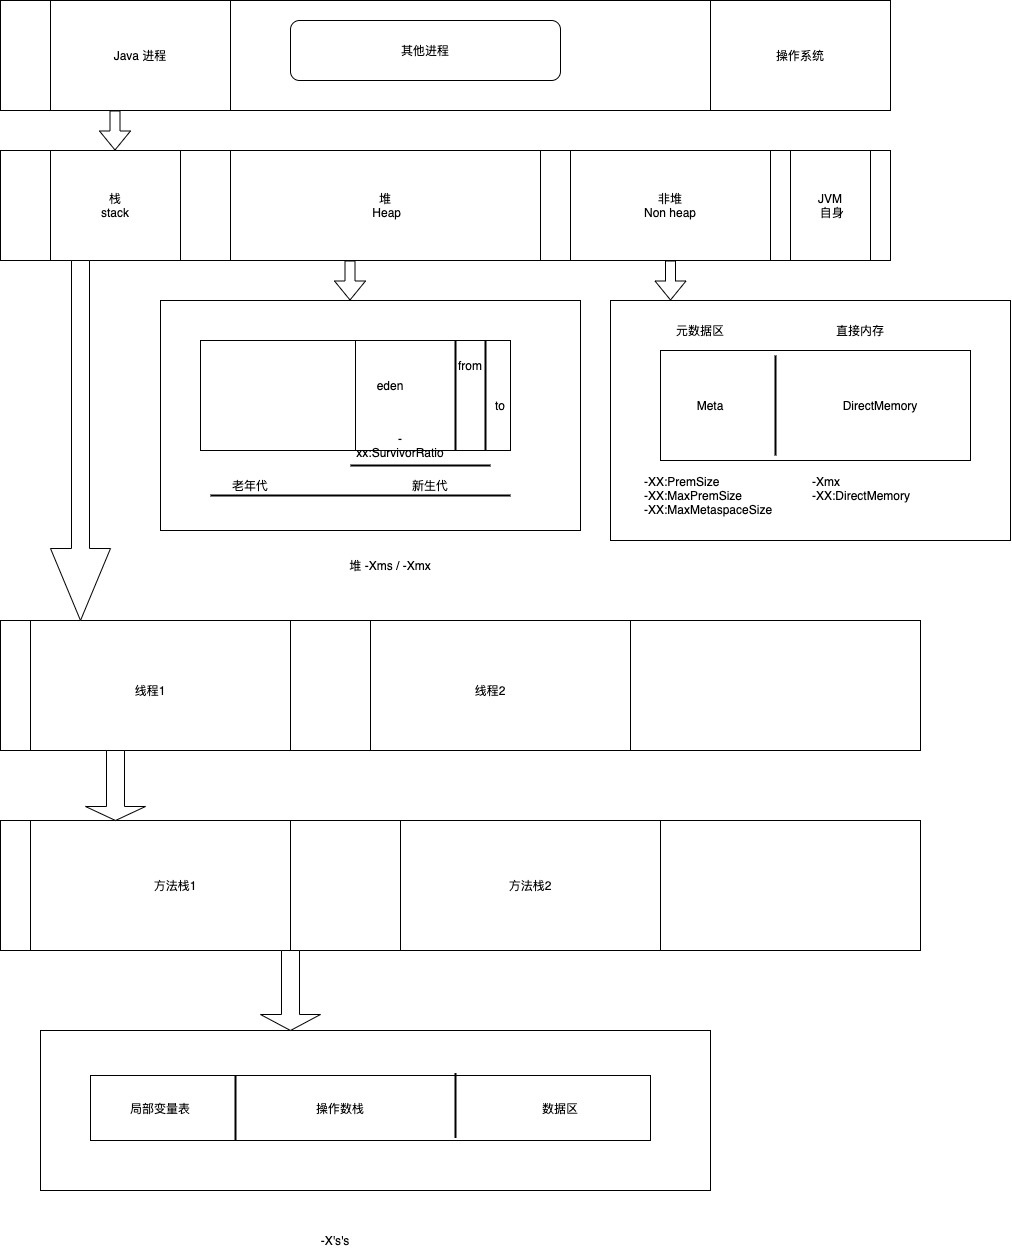 Java 进程
其他进程
操作系统
栈
stack
堆
Heap
非堆
Non heap
JVM
自身
eden
from
to
-
xx:SurvivorRatio
老年代
新生代
堆 -Xms / -Xmx
元数据区
直接内存
Meta
DirectMemory
-XX:PremSize
-XX:MaxPremSize
-XX:MaxMetaspaceSize
-Xmx
-XX:DirectMemory
线程1
线程2
方法栈1
方法栈2
局部变量表
操作数栈
数据区
-X's's